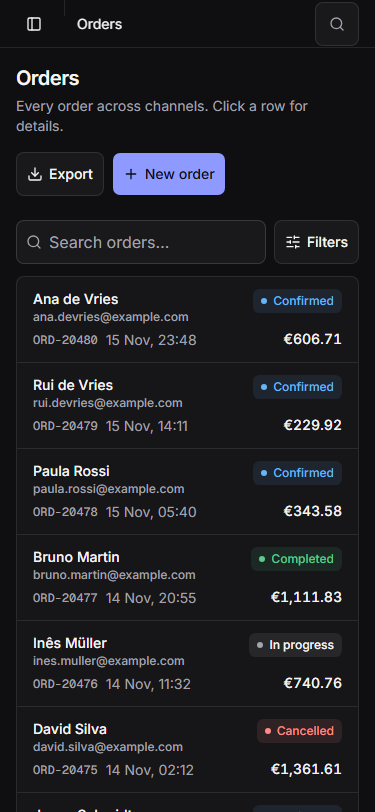 Orders
Orders
Every order across channels. Click a row for
details.
Export
New order
Search orders...
Filters
Ana de Vries
Confirmed
ana.devries@example.com
ORD-20480 15 Nov, 23:48
€606.71
Rui de Vries
Confirmed
rui.devries@example.com
ORD-20479 15 Nov, 14:11
€229.92
Paula Rossi
Confirmed
paula.rossi@example.com
ORD-20478 15 Nov, 05:40
€343.58
Bruno Martin
Completed
bruno.martin@example.com
ORD-20477 14 Nov, 20:55
€1,111.83
Inês Müller
In progress
ines.muller@example.com
ORD-20476 14 Nov, 11:32
€740.76
David Silva
Cancelled
david.silva@example.com
ORD-20475 14 Nov, 02:12
€1,361.61